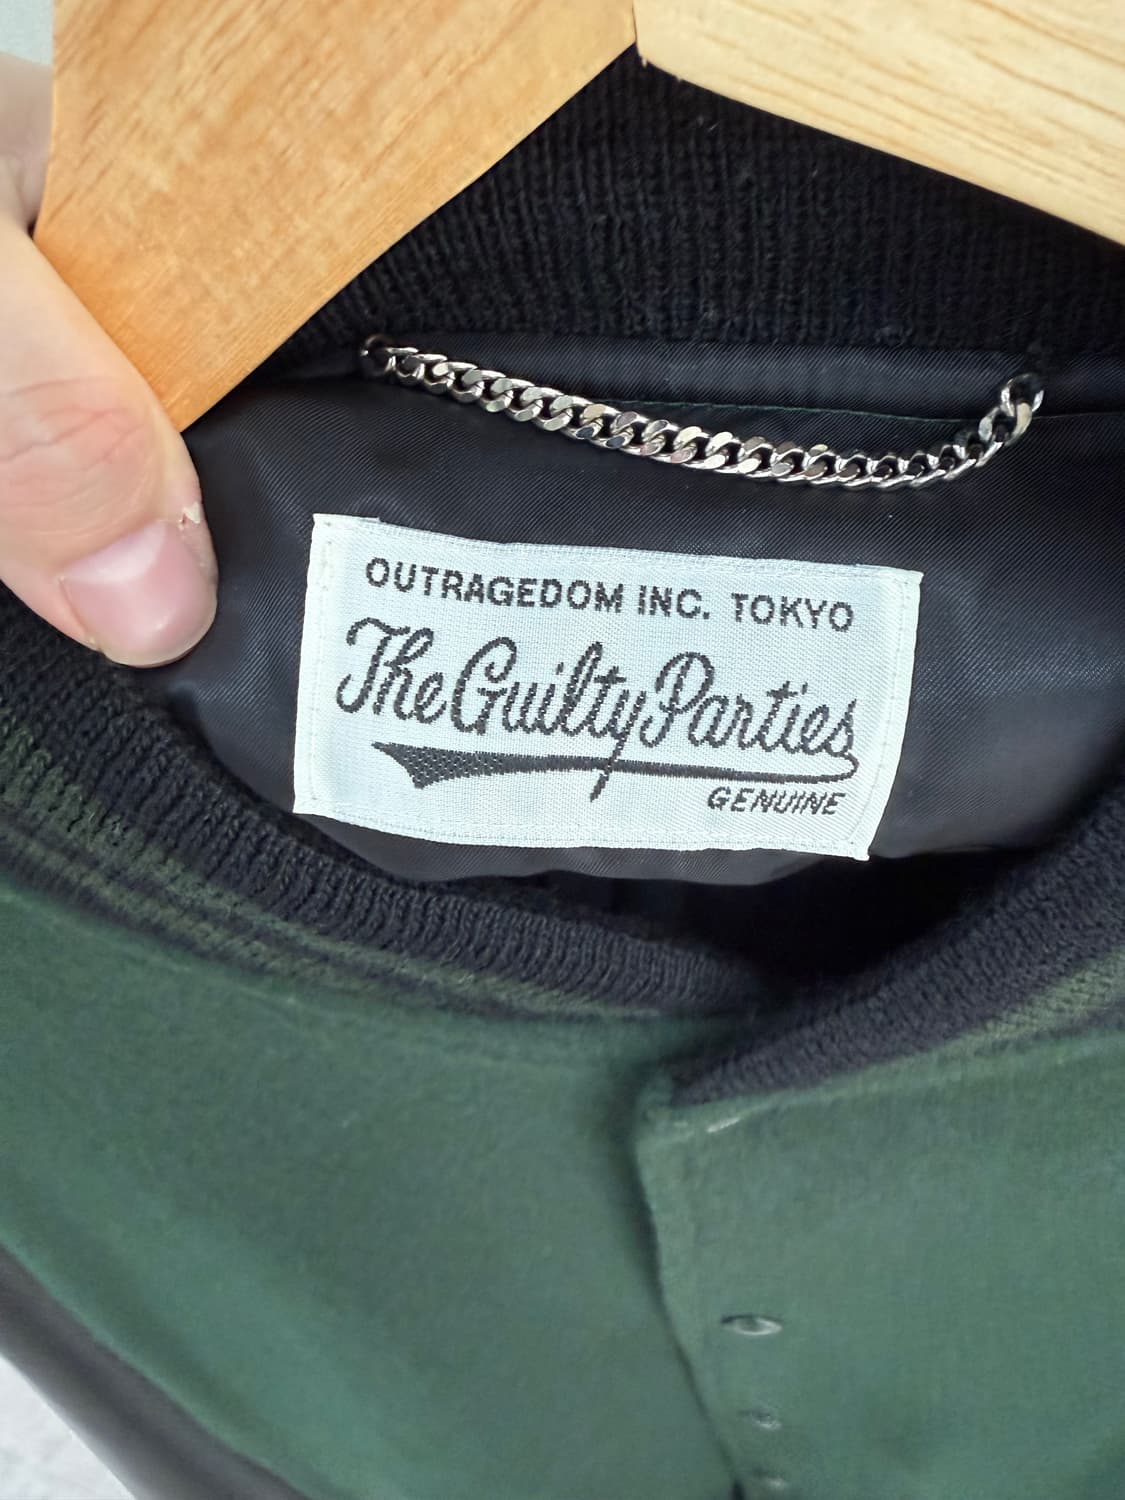 OUTRAGEDOM INC. TOKYO
The Guilty Parties
GENUINE